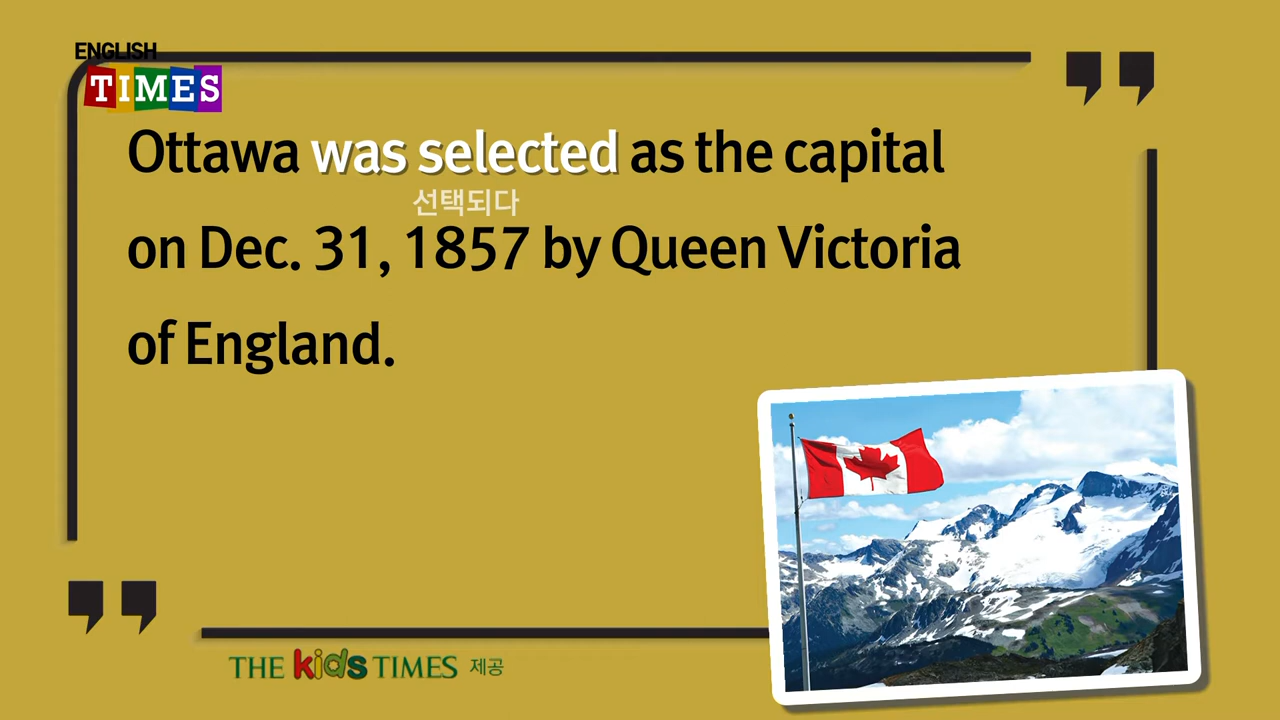 ENGLISH
TIMES
Ottawa was selected as the capital
선택되다
on Dec. 31, 1857 by Queen Victoria
of England.
THE kids TIMES 제공